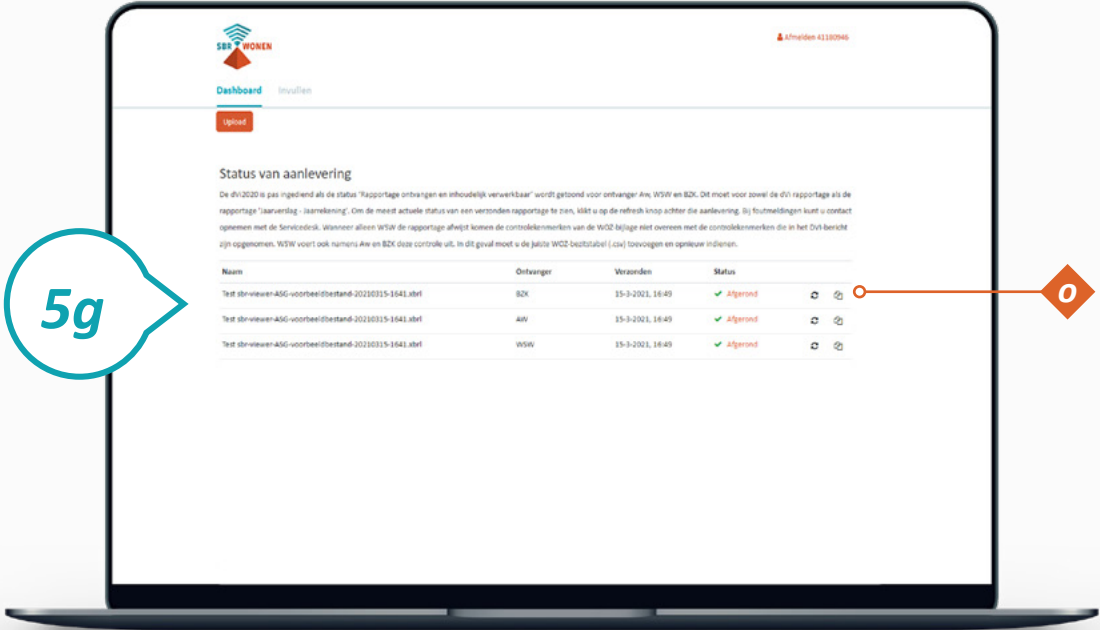 SBR WONEN
Afmelden 41180946
Dashboard Invullen
Upload
Status van aanlevering
De dVi2020 is pas ingediend als de status "Rapportage ontvangen en inhoudelijk verwerkbaar" wordt getoond voor ontvanger Aw, WSW en BZK. Dit moet voor zowel de dVi rapportage als de
rapportage 'Jaarverslag - Jaarrekening'. Om de meest actuele status van een verzonden rapportage te zien, klikt u op de refresh knop achter die aanlevering. Bij foutmeldingen kunt u contact
opnemen met de Servicedesk. Wanneer alleen WSW de rapportage afwijst komen de controlekenmerken van de WOZ-bijlage niet overeen met de controlekenmerken die in het DVI-bericht
zijn opgenomen. WSW voert ook namens Aw en BZK deze controle uit. In dit geval moet u de juiste WOZ-bezitstabel (.csv) toevoegen en opnieuw indienen.
Naam Ontvanger Verzonden Status
Test sbr-viewer-ASG-voorbeeldbestand-20210315-1641.xbrl BZK 15-3-2021, 16:49 Afgerond
Test sbr-viewer-ASG-voorbeeldbestand-20210315-1641.xbrl AW 15-3-2021, 16:49 Afgerond
Test sbr-viewer-ASG-voorbeeldbestand-20210315-1641.xbrl WSW 15-3-2021, 16:49 Afgerond
5g
o